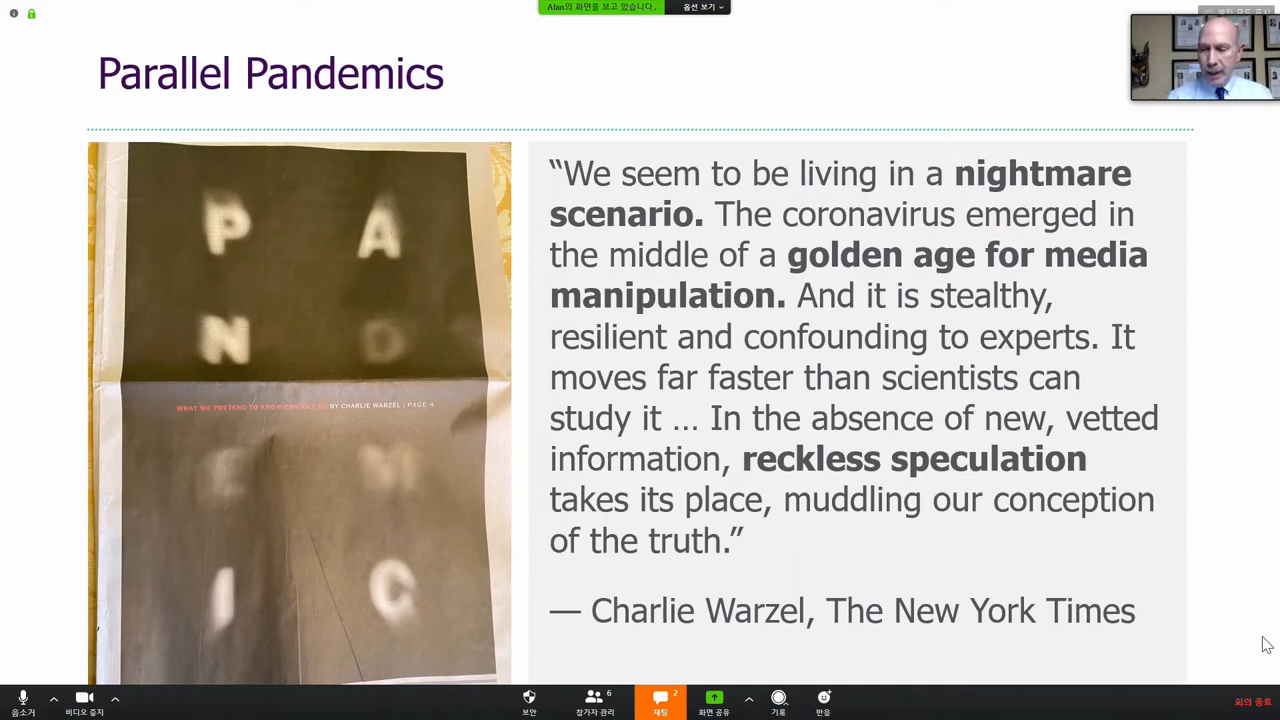 Alan의 화면을 보고 있습니다.
옵션 보기
Parallel Pandemics
P A
N D
E M
I C
WHAT WE PRETEND TO KNOW CAN KILL US BY CHARLIE WARZEL | PAGE 4
“We seem to be living in a nightmare
scenario. The coronavirus emerged in
the middle of a golden age for media
manipulation. And it is stealthy,
resilient and confounding to experts. It
moves far faster than scientists can
study it … In the absence of new, vetted
information, reckless speculation
takes its place, muddling our conception
of the truth.”
— Charlie Warzel, The New York Times
음소거
비디오 중지
보안
6
참가자 관리
2
채팅
화면 공유
기록
반응
회의 종료